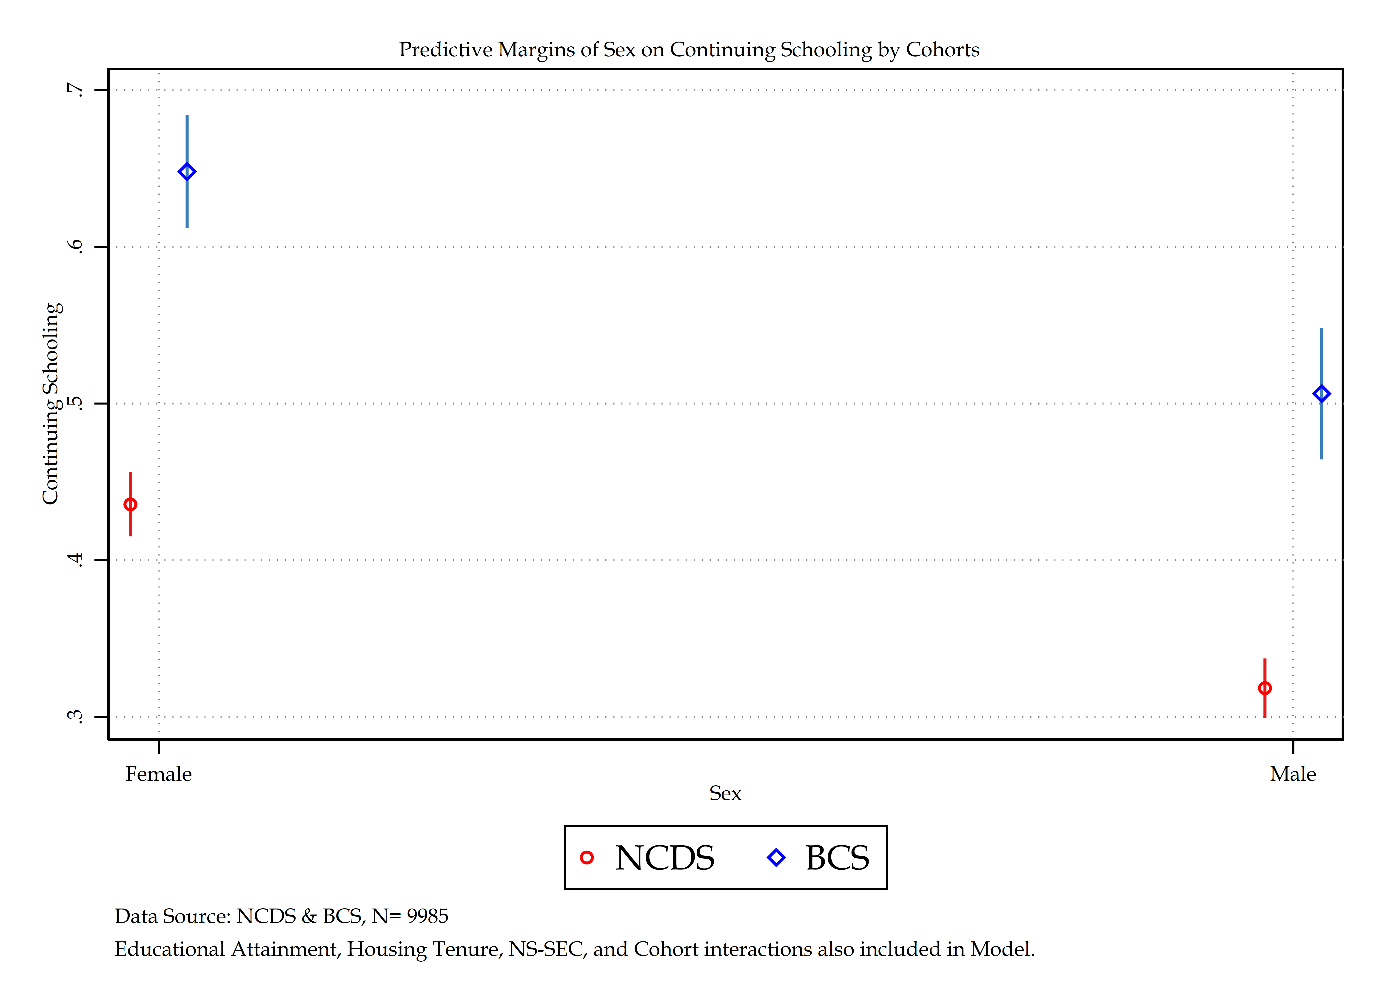 Predictive Margins of Sex on Continuing Schooling by Cohorts
Continuing Schooling
.7
.6
.5
.4
.3
Female
Male
Sex
NCDS
BCS
Data Source: NCDS & BCS, N= 9985
Educational Attainment, Housing Tenure, NS-SEC, and Cohort interactions also included in Model.